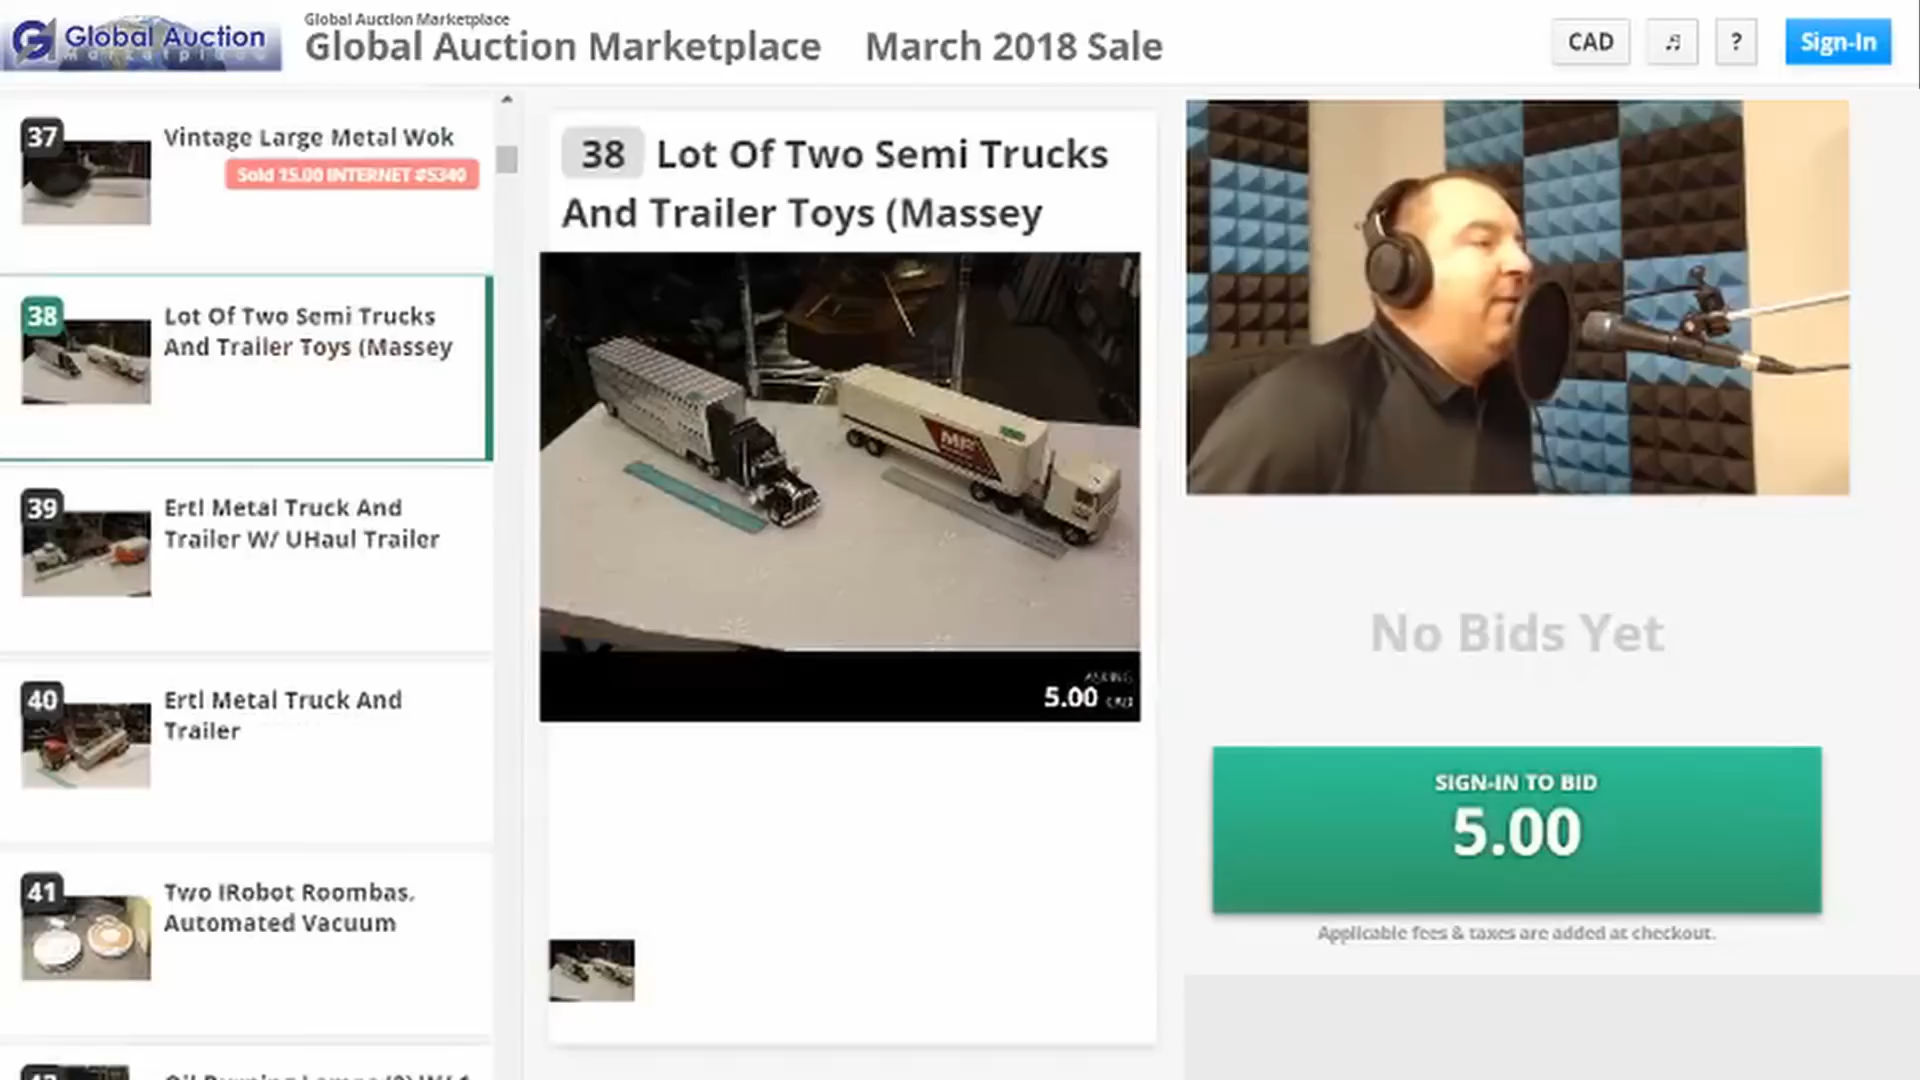 Global Auction
Marketplace
Global Auction Marketplace
Global Auction Marketplace March 2018 Sale
CAD
?
Sign-In
37
Vintage Large Metal Wok
Sold 15.00 INTERNET #5340
38
Lot Of Two Semi Trucks
And Trailer Toys (Massey
39
Ertl Metal Truck And
Trailer W/ UHaul Trailer
40
Ertl Metal Truck And
Trailer
41
Two IRobot Roombas.
Automated Vacuum
38 Lot Of Two Semi Trucks
And Trailer Toys (Massey
ASKING
5.00 CAD
No Bids Yet
SIGN-IN TO BID
5.00
Applicable fees & taxes are added at checkout.